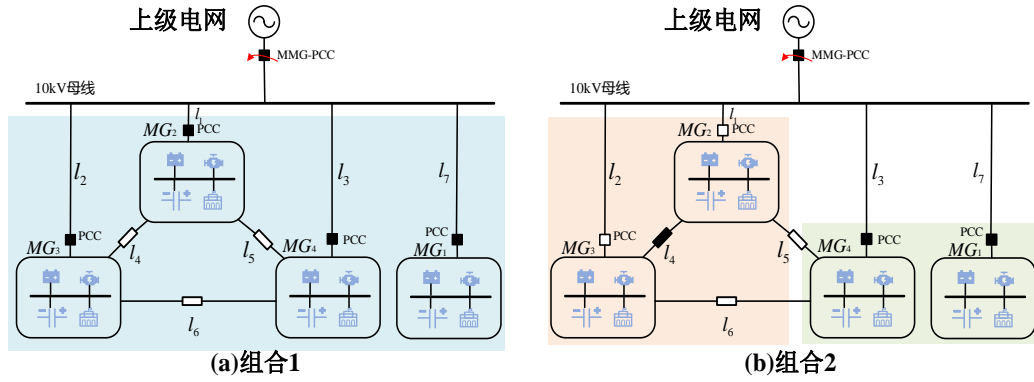 上级电网
MMG-PCC
10kV母线
l1
MG2
PCC
l2
l3
l7
PCC
MG3
l4
l5
MG4
PCC
PCC
MG1
l6
(a)组合1
上级电网
MMG-PCC
10kV母线
l1
MG2
PCC
l2
l3
l7
PCC
MG3
l4
l5
MG4
PCC
PCC
MG1
l6
(b)组合2